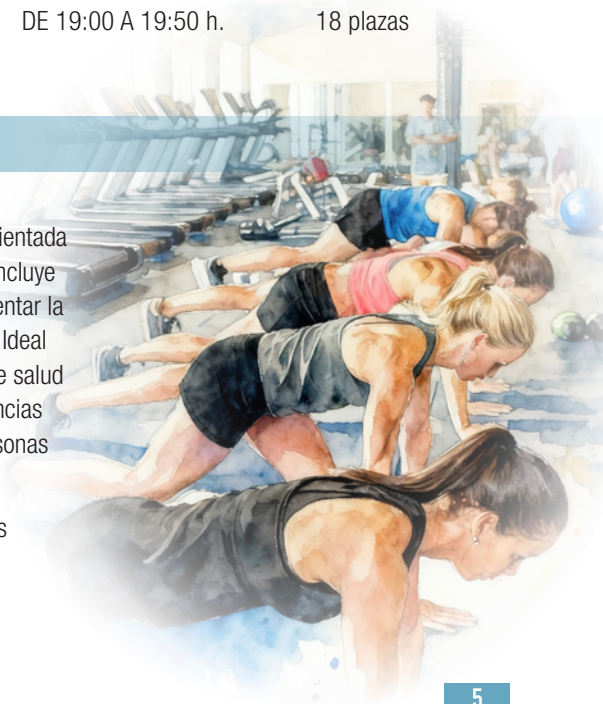 DE 19:00 A 19:50 h. 18 plazas
ientada
ncluye
entar la
Ideal
e salud
ncias
sonas
s
5